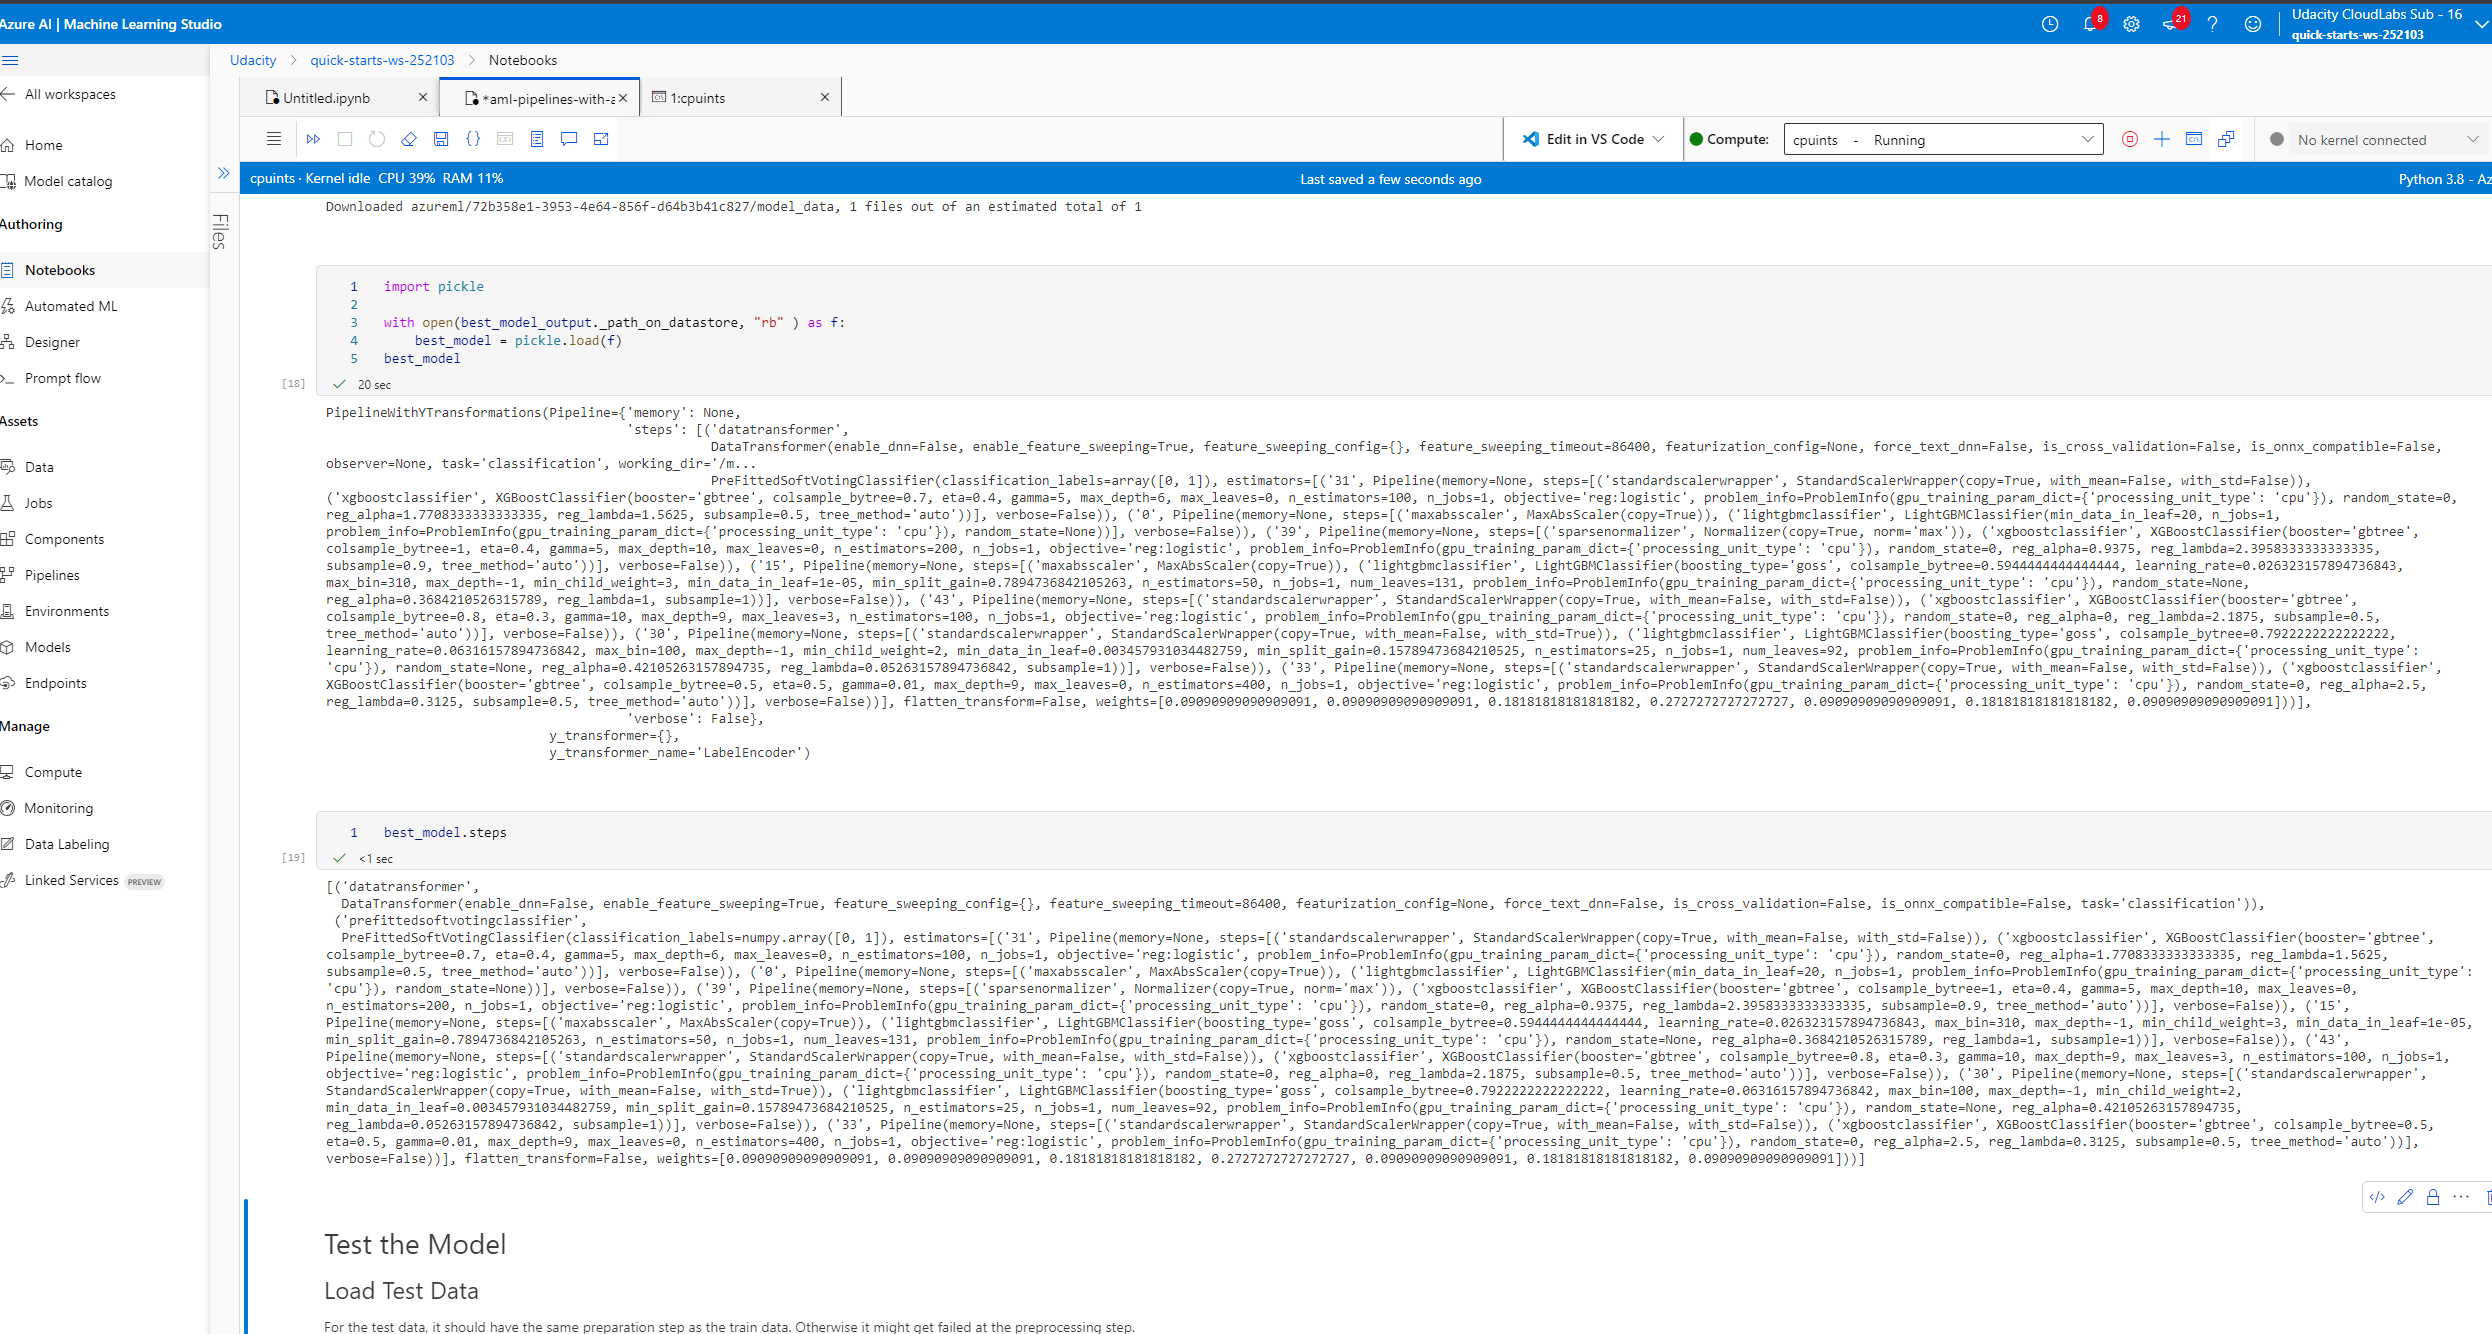 Azure AI | Machine Learning Studio
8
21
Udacity CloudLabs Sub - 16
quick-starts-ws-252103
Udacity > quick-starts-ws-252103 > Notebooks
All workspaces
Home
Model catalog
Authoring
Notebooks
Automated ML
Designer
Prompt flow
Assets
Data
Jobs
Components
Pipelines
Environments
Models
Endpoints
Manage
Compute
Monitoring
Data Labeling
Linked Services PREVIEW
Files
Untitled.ipynb
*aml-pipelines-with-a
1:cpuints
Edit in VS Code
Compute:
cpuints - Running
No kernel connected
cpuints · Kernel idle CPU 39% RAM 11%
Last saved a few seconds ago
Python 3.8 - Az
Downloaded azureml/72b358e1-3953-4e64-856f-d64b3b41c827/model_data, 1 files out of an estimated total of 1
1 import pickle
2
3 with open(best_model_output._path_on_datastore, "rb" ) as f:
4     best_model = pickle.load(f)
5 best_model
[18]
20 sec
PipelineWithYTransformations(Pipeline={'memory': None,
'steps': [('datatransformer',
DataTransformer(enable_dnn=False, enable_feature_sweeping=True, feature_sweeping_config={}, feature_sweeping_timeout=86400, featurization_config=None, force_text_dnn=False, is_cross_validation=False, is_onnx_compatible=False,
observer=None, task='classification', working_dir='/m...
PreFittedSoftVotingClassifier(classification_labels=array([0, 1]), estimators=[('31', Pipeline(memory=None, steps=[('standardscalerwrapper', StandardScalerWrapper(copy=True, with_mean=False, with_std=False)),
('xgboostclassifier', XGBoostClassifier(booster='gbtree', colsample_bytree=0.7, eta=0.4, gamma=5, max_depth=6, max_leaves=0, n_estimators=100, n_jobs=1, objective='reg:logistic', problem_info=ProblemInfo(gpu_training_param_dict={'processing_unit_type': 'cpu'}), random_state=0,
reg_alpha=1.7708333333333335, reg_lambda=1.5625, subsample=0.5, tree_method='auto'))], verbose=False)), ('0', Pipeline(memory=None, steps=[('maxabsscaler', MaxAbsScaler(copy=True)), ('lightgbmclassifier', LightGBMClassifier(min_data_in_leaf=20, n_jobs=1,
problem_info=ProblemInfo(gpu_training_param_dict={'processing_unit_type': 'cpu'}), random_state=None))], verbose=False)), ('39', Pipeline(memory=None, steps=[('sparsenormalizer', Normalizer(copy=True, norm='max')), ('xgboostclassifier', XGBoostClassifier(booster='gbtree',
colsample_bytree=1, eta=0.4, gamma=5, max_depth=10, max_leaves=0, n_estimators=200, n_jobs=1, objective='reg:logistic', problem_info=ProblemInfo(gpu_training_param_dict={'processing_unit_type': 'cpu'}), random_state=0, reg_alpha=0.9375, reg_lambda=2.3958333333333335,
subsample=0.9, tree_method='auto'))], verbose=False)), ('15', Pipeline(memory=None, steps=[('maxabsscaler', MaxAbsScaler(copy=True)), ('lightgbmclassifier', LightGBMClassifier(boosting_type='goss', colsample_bytree=0.5944444444444444, learning_rate=0.026323157894736843,
max_bin=310, max_depth=-1, min_child_weight=3, min_data_in_leaf=1e-05, min_split_gain=0.7894736842105263, n_estimators=50, n_jobs=1, num_leaves=131, problem_info=ProblemInfo(gpu_training_param_dict={'processing_unit_type': 'cpu'}), random_state=None,
reg_alpha=0.3684210526315789, reg_lambda=1, subsample=1))], verbose=False)), ('43', Pipeline(memory=None, steps=[('standardscalerwrapper', StandardScalerWrapper(copy=True, with_mean=False, with_std=False)), ('xgboostclassifier', XGBoostClassifier(booster='gbtree',
colsample_bytree=0.8, eta=0.3, gamma=10, max_depth=9, max_leaves=3, n_estimators=100, n_jobs=1, objective='reg:logistic', problem_info=ProblemInfo(gpu_training_param_dict={'processing_unit_type': 'cpu'}), random_state=0, reg_alpha=0, reg_lambda=2.1875, subsample=0.5,
tree_method='auto'))], verbose=False)), ('30', Pipeline(memory=None, steps=[('standardscalerwrapper', StandardScalerWrapper(copy=True, with_mean=False, with_std=True)), ('lightgbmclassifier', LightGBMClassifier(boosting_type='goss', colsample_bytree=0.7922222222222222,
learning_rate=0.06316157894736842, max_bin=100, max_depth=-1, min_child_weight=2, min_data_in_leaf=0.003457931034482759, min_split_gain=0.15789473684210525, n_estimators=25, n_jobs=1, num_leaves=92, problem_info=ProblemInfo(gpu_training_param_dict={'processing_unit_type':
'cpu'}), random_state=None, reg_alpha=0.42105263157894735, reg_lambda=0.05263157894736842, subsample=1))], verbose=False)), ('33', Pipeline(memory=None, steps=[('standardscalerwrapper', StandardScalerWrapper(copy=True, with_mean=False, with_std=False)), ('xgboostclassifier',
XGBoostClassifier(booster='gbtree', colsample_bytree=0.5, eta=0.5, gamma=0.01, max_depth=9, max_leaves=0, n_estimators=400, n_jobs=1, objective='reg:logistic', problem_info=ProblemInfo(gpu_training_param_dict={'processing_unit_type': 'cpu'}), random_state=0, reg_alpha=2.5,
reg_lambda=0.3125, subsample=0.5, tree_method='auto'))], verbose=False))], flatten_transform=False, weights=[0.09090909090909091, 0.09090909090909091, 0.18181818181818182, 0.2727272727272727, 0.09090909090909091, 0.18181818181818182, 0.09090909090909091]))],
'verbose': False},
y_transformer={},
y_transformer_name='LabelEncoder')
1 best_model.steps
[19]
<1 sec
[('datatransformer',
DataTransformer(enable_dnn=False, enable_feature_sweeping=True, feature_sweeping_config={}, feature_sweeping_timeout=86400, featurization_config=None, force_text_dnn=False, is_cross_validation=False, is_onnx_compatible=False, task='classification')),
('prefittedsoftvotingclassifier',
PreFittedSoftVotingClassifier(classification_labels=numpy.array([0, 1]), estimators=[('31', Pipeline(memory=None, steps=[('standardscalerwrapper', StandardScalerWrapper(copy=True, with_mean=False, with_std=False)), ('xgboostclassifier', XGBoostClassifier(booster='gbtree',
colsample_bytree=0.7, eta=0.4, gamma=5, max_depth=6, max_leaves=0, n_estimators=100, n_jobs=1, objective='reg:logistic', problem_info=ProblemInfo(gpu_training_param_dict={'processing_unit_type': 'cpu'}), random_state=0, reg_alpha=1.7708333333333335, reg_lambda=1.5625,
subsample=0.5, tree_method='auto'))], verbose=False)), ('0', Pipeline(memory=None, steps=[('maxabsscaler', MaxAbsScaler(copy=True)), ('lightgbmclassifier', LightGBMClassifier(min_data_in_leaf=20, n_jobs=1, problem_info=ProblemInfo(gpu_training_param_dict={'processing_unit_type':
'cpu'}), random_state=None))], verbose=False)), ('39', Pipeline(memory=None, steps=[('sparsenormalizer', Normalizer(copy=True, norm='max')), ('xgboostclassifier', XGBoostClassifier(booster='gbtree', colsample_bytree=1, eta=0.4, gamma=5, max_depth=10, max_leaves=0,
n_estimators=200, n_jobs=1, objective='reg:logistic', problem_info=ProblemInfo(gpu_training_param_dict={'processing_unit_type': 'cpu'}), random_state=0, reg_alpha=0.9375, reg_lambda=2.3958333333333335, subsample=0.9, tree_method='auto'))], verbose=False)), ('15',
Pipeline(memory=None, steps=[('maxabsscaler', MaxAbsScaler(copy=True)), ('lightgbmclassifier', LightGBMClassifier(boosting_type='goss', colsample_bytree=0.5944444444444444, learning_rate=0.026323157894736843, max_bin=310, max_depth=-1, min_child_weight=3, min_data_in_leaf=1e-05,
min_split_gain=0.7894736842105263, n_estimators=50, n_jobs=1, num_leaves=131, problem_info=ProblemInfo(gpu_training_param_dict={'processing_unit_type': 'cpu'}), random_state=None, reg_alpha=0.3684210526315789, reg_lambda=1, subsample=1))], verbose=False)), ('43',
Pipeline(memory=None, steps=[('standardscalerwrapper', StandardScalerWrapper(copy=True, with_mean=False, with_std=False)), ('xgboostclassifier', XGBoostClassifier(booster='gbtree', colsample_bytree=0.8, eta=0.3, gamma=10, max_depth=9, max_leaves=3, n_estimators=100, n_jobs=1,
objective='reg:logistic', problem_info=ProblemInfo(gpu_training_param_dict={'processing_unit_type': 'cpu'}), random_state=0, reg_alpha=0, reg_lambda=2.1875, subsample=0.5, tree_method='auto'))], verbose=False)), ('30', Pipeline(memory=None, steps=[('standardscalerwrapper',
StandardScalerWrapper(copy=True, with_mean=False, with_std=True)), ('lightgbmclassifier', LightGBMClassifier(boosting_type='goss', colsample_bytree=0.7922222222222222, learning_rate=0.06316157894736842, max_bin=100, max_depth=-1, min_child_weight=2,
min_data_in_leaf=0.003457931034482759, min_split_gain=0.15789473684210525, n_estimators=25, n_jobs=1, num_leaves=92, problem_info=ProblemInfo(gpu_training_param_dict={'processing_unit_type': 'cpu'}), random_state=None, reg_alpha=0.42105263157894735,
reg_lambda=0.05263157894736842, subsample=1))], verbose=False)), ('33', Pipeline(memory=None, steps=[('standardscalerwrapper', StandardScalerWrapper(copy=True, with_mean=False, with_std=False)), ('xgboostclassifier', XGBoostClassifier(booster='gbtree', colsample_bytree=0.5,
eta=0.5, gamma=0.01, max_depth=9, max_leaves=0, n_estimators=400, n_jobs=1, objective='reg:logistic', problem_info=ProblemInfo(gpu_training_param_dict={'processing_unit_type': 'cpu'}), random_state=0, reg_alpha=2.5, reg_lambda=0.3125, subsample=0.5, tree_method='auto'))],
verbose=False))], flatten_transform=False, weights=[0.09090909090909091, 0.09090909090909091, 0.18181818181818182, 0.2727272727272727, 0.09090909090909091, 0.18181818181818182, 0.09090909090909091]))]
Test the Model
Load Test Data
For the test data, it should have the same preparation step as the train data. Otherwise it might get failed at the preprocessing step.